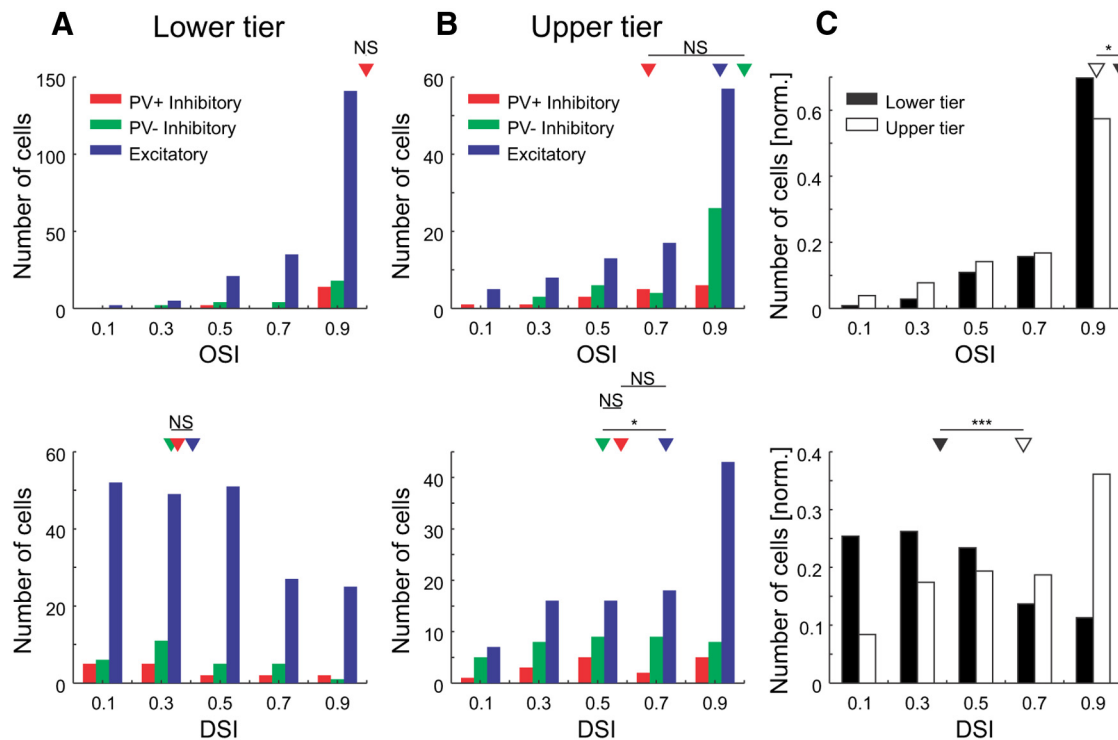 A Lower tier
NS
Number of cells
150
100
50
0
PV+ Inhibitory
PV- Inhibitory
Excitatory
0.1 0.3 0.5 0.7 0.9
OSI
B Upper tier
NS
Number of cells
60
40
20
0
PV+ Inhibitory
PV- Inhibitory
Excitatory
0.1 0.3 0.5 0.7 0.9
OSI
C
*
Number of cells [norm.]
0.6
0.4
0.2
0
Lower tier
Upper tier
0.1 0.3 0.5 0.7 0.9
OSI
NS
Number of cells
60
40
20
0
0.1 0.3 0.5 0.7 0.9
DSI
NS
NS
*
Number of cells
40
30
20
10
0
0.1 0.3 0.5 0.7 0.9
DSI
***
Number of cells [norm.]
0.4
0.3
0.2
0.1
0
0.1 0.3 0.5 0.7 0.9
DSI